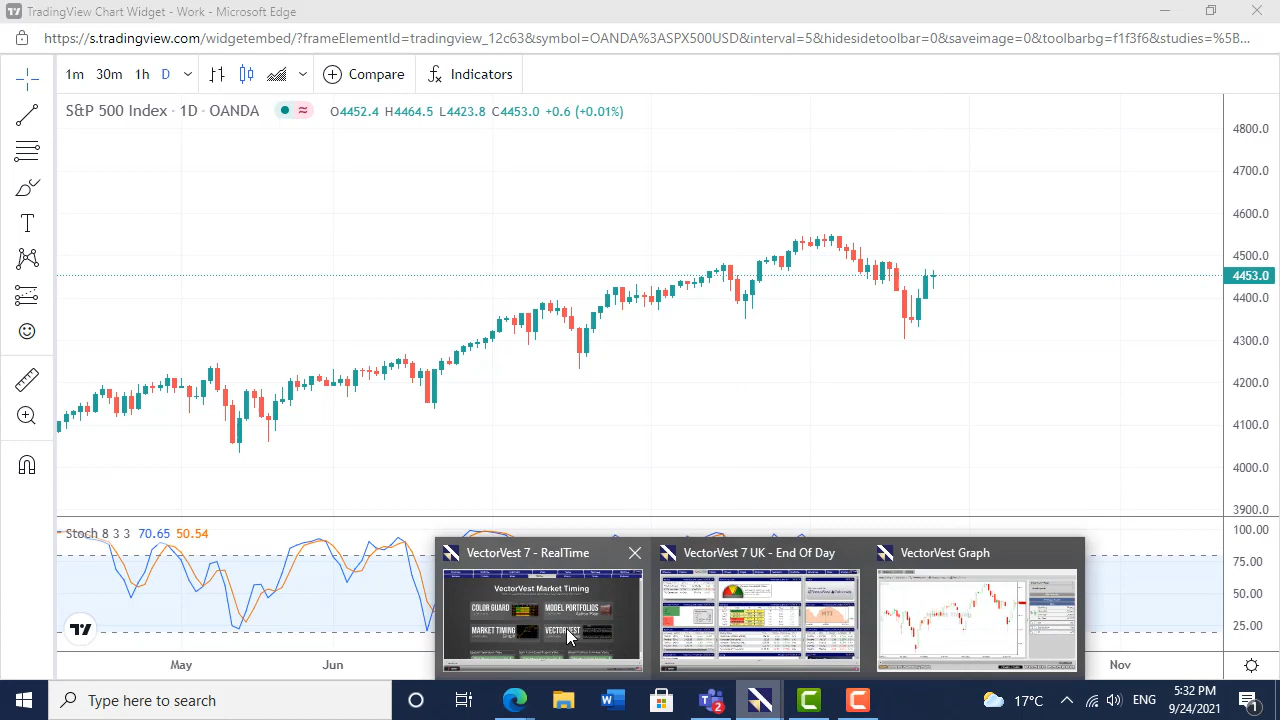 TradingView Chart Widget - Work - Microsoft Edge
https://s.tradingview.com/widgetembed/?frameElementId=tradingview_12c63&symbol=OANDA%3ASPX500USD&interval=5&hidesidetoolbar=0&saveimage=0&toolbarbg=f1f3f6&studies=%5B...
1m 30m 1h D Compare Indicators
S&P 500 Index · 1D · OANDA ≈ O4452.4 H4464.5 L4423.8 C4453.0 +0.6 (+0.01%)
4800.0
4700.0
4600.0
4500.0
4453.0
4400.0
4300.0
4200.0
4100.0
4000.0
3900.0
Stoch 8 3 3 70.65 50.54
100.00
75.00
50.00
25.00
VectorVest 7 - RealTime
VectorVest 7 UK - End Of Day
VectorVest Graph
VectorVest Market Timing
COLOR GUARD
MODEL PORTFOLIOS
MARKET TIMING
VECTORVEST
May Jun Nov
Type here to search
2
17°C
ENG
5:32 PM
9/24/2021
1